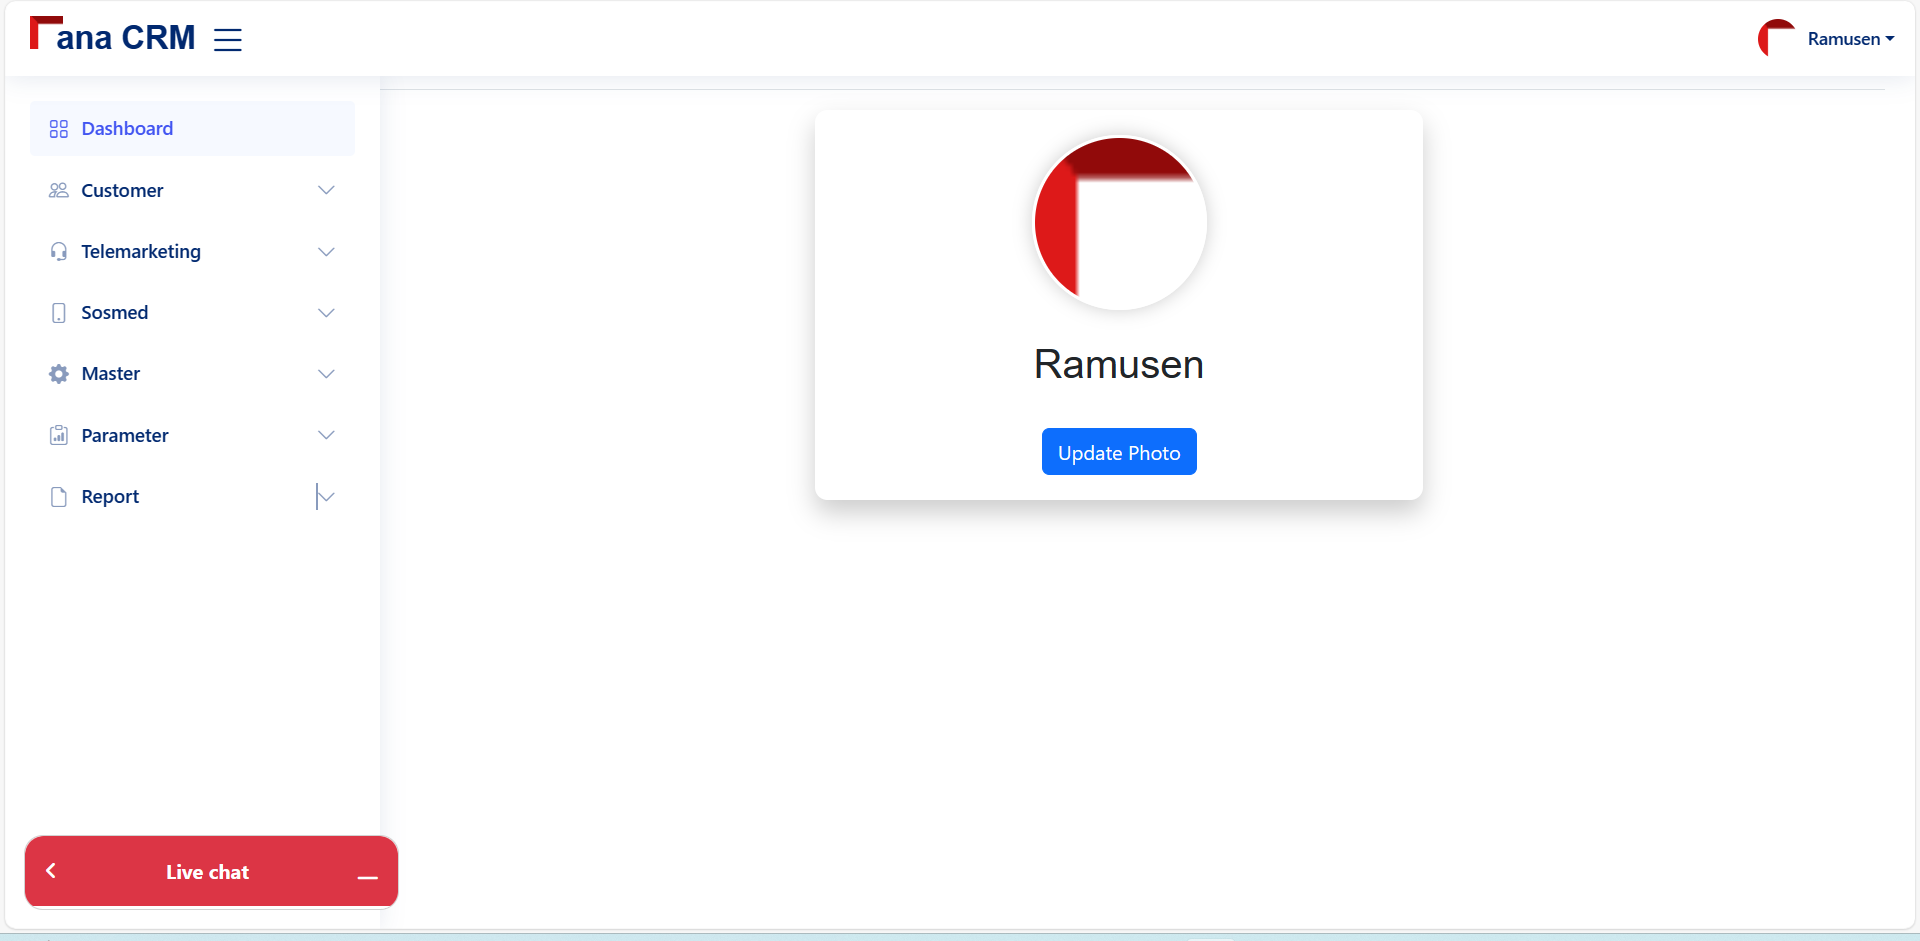 ana CRM
Ramusen
Dashboard
Customer
Telemarketing
Sosmed
Master
Parameter
Report
Ramusen
Update Photo
Live chat